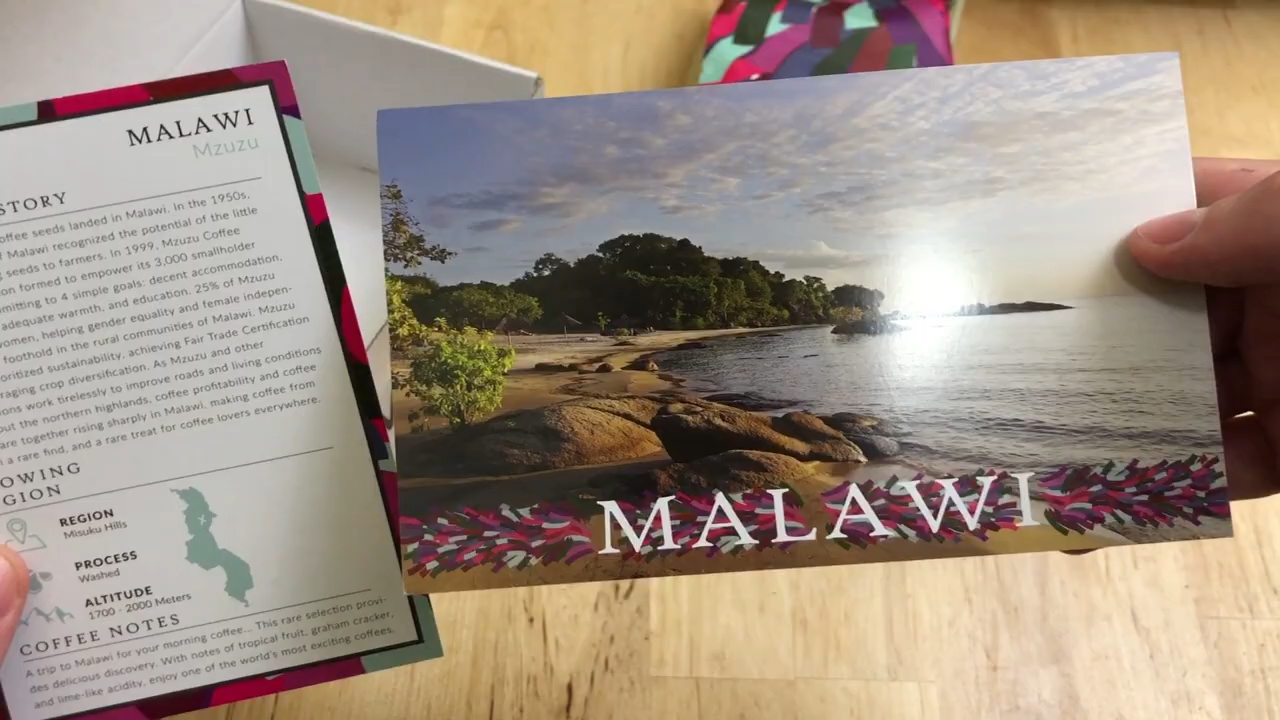 MALAWI
Mzuzu
STORY
offee seeds landed in Malawi. In the 1950s,
Malawi recognized the potential of the little
seeds to farmers. In 1999, Mzuzu Coffee
on formed to empower its 3,000 smallholder
mitting to 4 simple goals: decent accommodation,
adequate warmth, and education. 25% of Mzuzu
women, helping gender equality and female indepen-
foothold in the rural communities of Malawi. Mzuzu
oritized sustainability, achieving Fair Trade Certification
raging crop diversification. As Mzuzu and other
ons work tirelessly to improve roads and living conditions
out the northern highlands, coffee profitability and coffee
are together rising sharply in Malawi, making coffee from
i a rare find, and a rare treat for coffee lovers everywhere.
OWING
GION
REGION
Misuku Hills
PROCESS
Washed
ALTITUDE
1700 - 2000 Meters
COFFEE NOTES
A trip to Malawi for your morning coffee... This rare selection provi-
des delicious discovery. With notes of tropical fruit, graham cracker,
and lime-like acidity, enjoy one of the world's most exciting coffees.
MALAWI